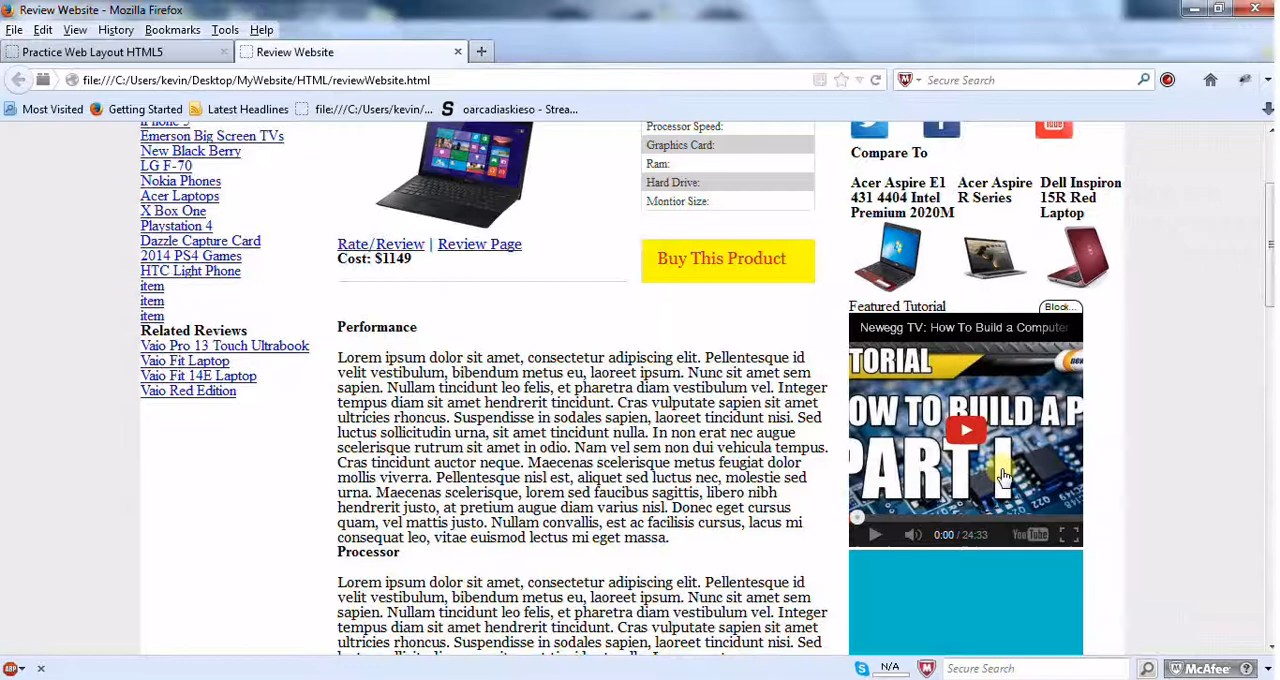 Review Website - Mozilla Firefox
File Edit View History Bookmarks Tools Help
Practice Web Layout HTML5
Review Website
file:///C:/Users/kevin/Desktop/MyWebsite/HTML/reviewWebsite.html
Secure Search
Most Visited
Getting Started
Latest Headlines
file:///C:/Users/kevin/...
oarcadiaskieso - Strea...
iPhone 5
Emerson Big Screen TVs
New Black Berry
LG F-70
Nokia Phones
Acer Laptops
X Box One
Playstation 4
Dazzle Capture Card
2014 PS4 Games
HTC Light Phone
item
item
item
Related Reviews
Vaio Pro 13 Touch Ultrabook
Vaio Fit Laptop
Vaio Fit 14E Laptop
Vaio Red Edition
Rate/Review | Review Page
Cost: $1149
Processor Speed:
Graphics Card:
Ram:
Hard Drive:
Montior Size:
Buy This Product
Performance
Lorem ipsum dolor sit amet, consectetur adipiscing elit. Pellentesque id
velit vestibulum, bibendum metus eu, laoreet ipsum. Nunc sit amet sem
sapien. Nullam tincidunt leo felis, et pharetra diam vestibulum vel. Integer
tempus diam sit amet hendrerit tincidunt. Cras vulputate sapien sit amet
ultricies rhoncus. Suspendisse in sodales sapien, laoreet tincidunt nisi. Sed
luctus sollicitudin urna, sit amet tincidunt nulla. In non erat nec augue
scelerisque rutrum sit amet in odio. Nam vel sem non dui vehicula tempus.
Cras tincidunt auctor neque. Maecenas scelerisque metus feugiat dolor
mollis viverra. Pellentesque nisl est, aliquet sed luctus nec, molestie sed
urna. Maecenas scelerisque, lorem sed faucibus sagittis, libero nibh
hendrerit justo, at pretium augue diam varius nisl. Donec eget cursus
quam, vel mattis justo. Nullam convallis, est ac facilisis cursus, lacus mi
consequat leo, vitae euismod lectus mi eget massa.
Processor
Lorem ipsum dolor sit amet, consectetur adipiscing elit. Pellentesque id
velit vestibulum, bibendum metus eu, laoreet ipsum. Nunc sit amet sem
sapien. Nullam tincidunt leo felis, et pharetra diam vestibulum vel. Integer
tempus diam sit amet hendrerit tincidunt. Cras vulputate sapien sit amet
ultricies rhoncus. Suspendisse in sodales sapien, laoreet tincidunt nisi. Sed
Tube
Compare To
Acer Aspire E1
431 4404 Intel
Premium 2020M
Acer Aspire
R Series
Dell Inspiron
15R Red
Laptop
Featured Tutorial
Block...
Newegg TV: How To Build a Computer
TORIAL
HOW TO BUILD A P
PART I
0:00 / 24:33
YouTube
ABP
N/A
Secure Search
McAfee